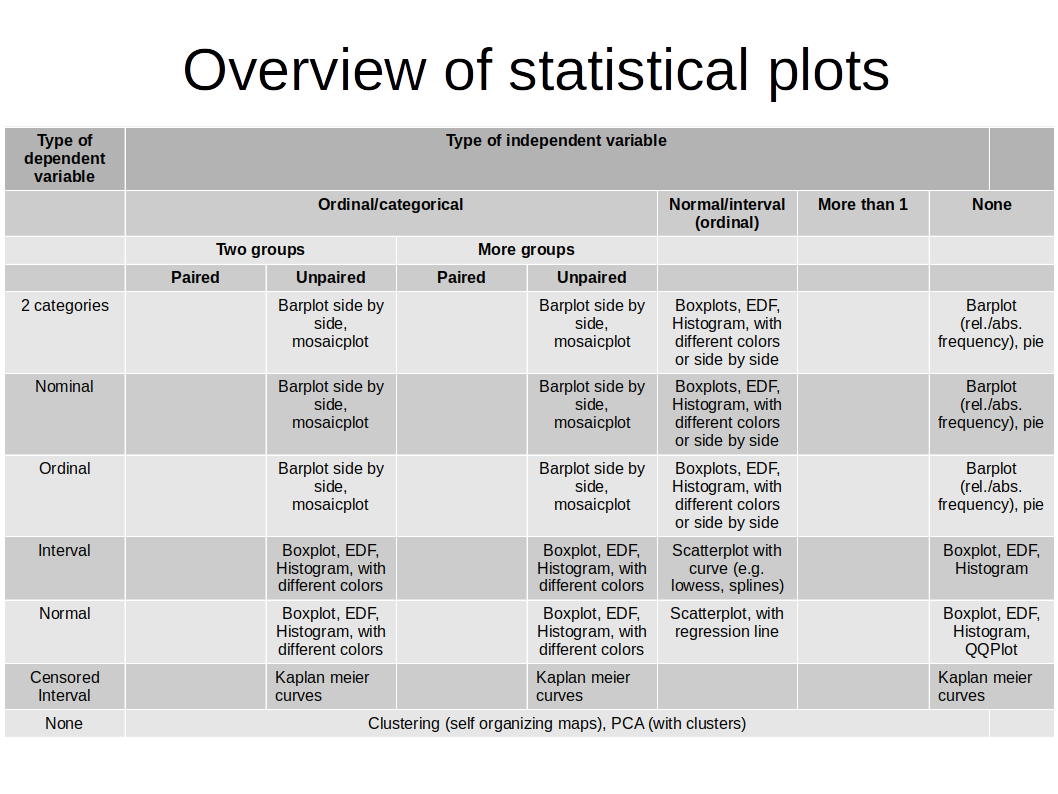 Overview of statistical plots
Type of
dependent
variable
Type of independent variable
Ordinal/categorical
Normal/interval
(ordinal)
More than 1
None
Two groups
More groups
Paired
Unpaired
Paired
Unpaired
2 categories
Barplot side by
side,
mosaicplot
Barplot side by
side,
mosaicplot
Boxplots, EDF,
Histogram, with
different colors
or side by side
Barplot
(rel./abs.
frequency), pie
Nominal
Barplot side by
side,
mosaicplot
Barplot side by
side,
mosaicplot
Boxplots, EDF,
Histogram, with
different colors
or side by side
Barplot
(rel./abs.
frequency), pie
Ordinal
Barplot side by
side,
mosaicplot
Barplot side by
side,
mosaicplot
Boxplots, EDF,
Histogram, with
different colors
or side by side
Barplot
(rel./abs.
frequency), pie
Interval
Boxplot, EDF,
Histogram, with
different colors
Boxplot, EDF,
Histogram, with
different colors
Scatterplot with
curve (e.g.
lowess, splines)
Boxplot, EDF,
Histogram
Normal
Boxplot, EDF,
Histogram, with
different colors
Boxplot, EDF,
Histogram, with
different colors
Scatterplot, with
regression line
Boxplot, EDF,
Histogram,
QQPlot
Censored
Interval
Kaplan meier
curves
Kaplan meier
curves
Kaplan meier
curves
None
Clustering (self organizing maps), PCA (with clusters)